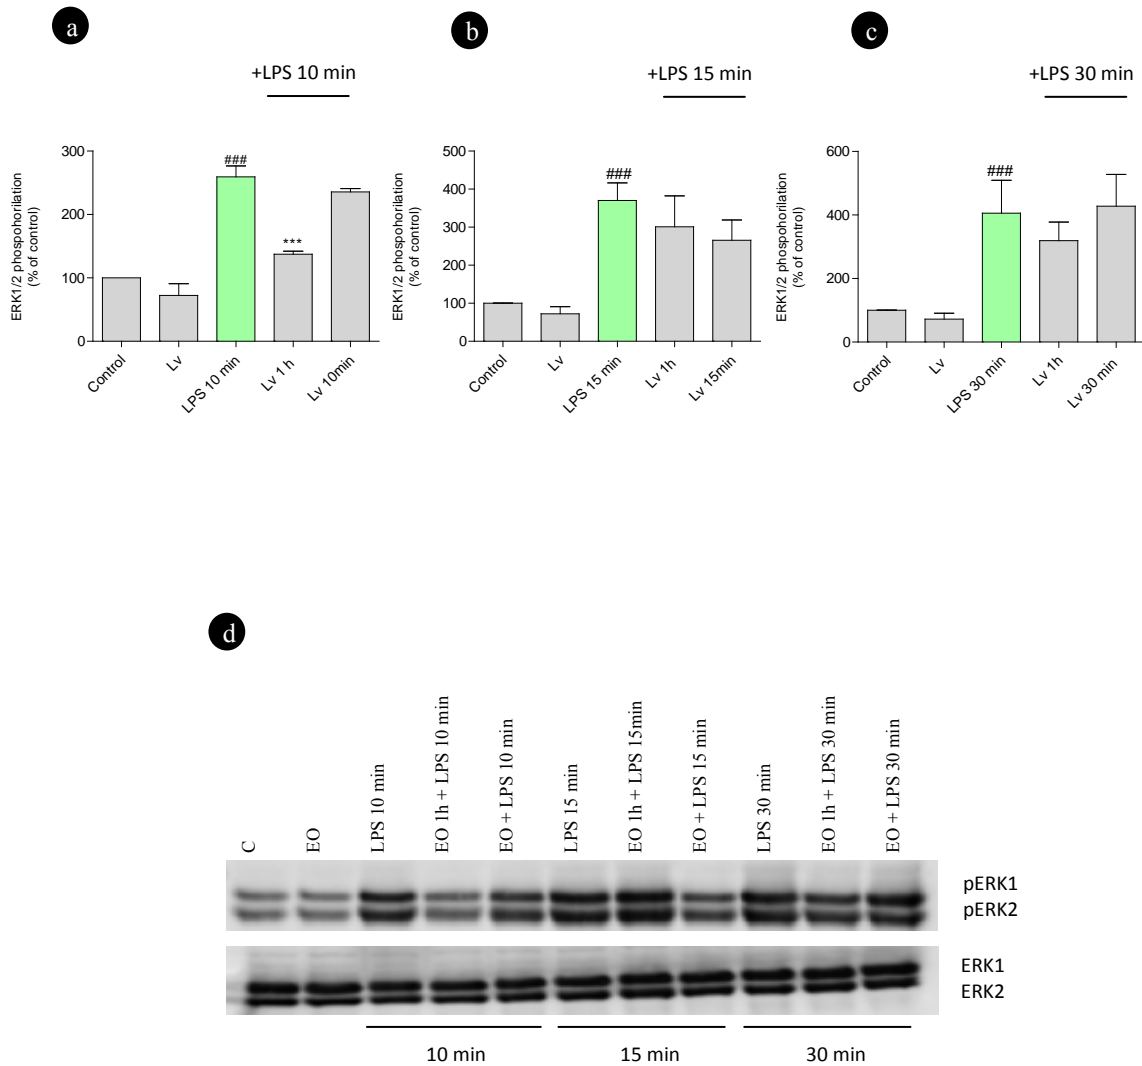 a
+LPS 10 min
ERK1/2 phospohorilation
(% of control)
300
200
100
0
###
***
Control
Lv
LPS 10 min
Lv 1 h
Lv 10min
b
+LPS 15 min
ERK1/2 phospohorilation
(% of control)
500
400
300
200
100
0
###
Control
Lv
LPS 15 min
Lv 1h
Lv 15min
c
+LPS 30 min
ERK1/2 phospohorilation
(% of control)
600
400
200
0
###
Control
Lv
LPS 30 min
Lv 1h
Lv 30 min
d
C
EO
LPS 10 min
EO 1h + LPS 10 min
EO + LPS 10 min
LPS 15 min
EO 1h + LPS 15min
EO + LPS 15 min
LPS 30 min
EO 1h + LPS 30 min
EO + LPS 30 min
pERK1
pERK2
ERK1
ERK2
10 min
15 min
30 min